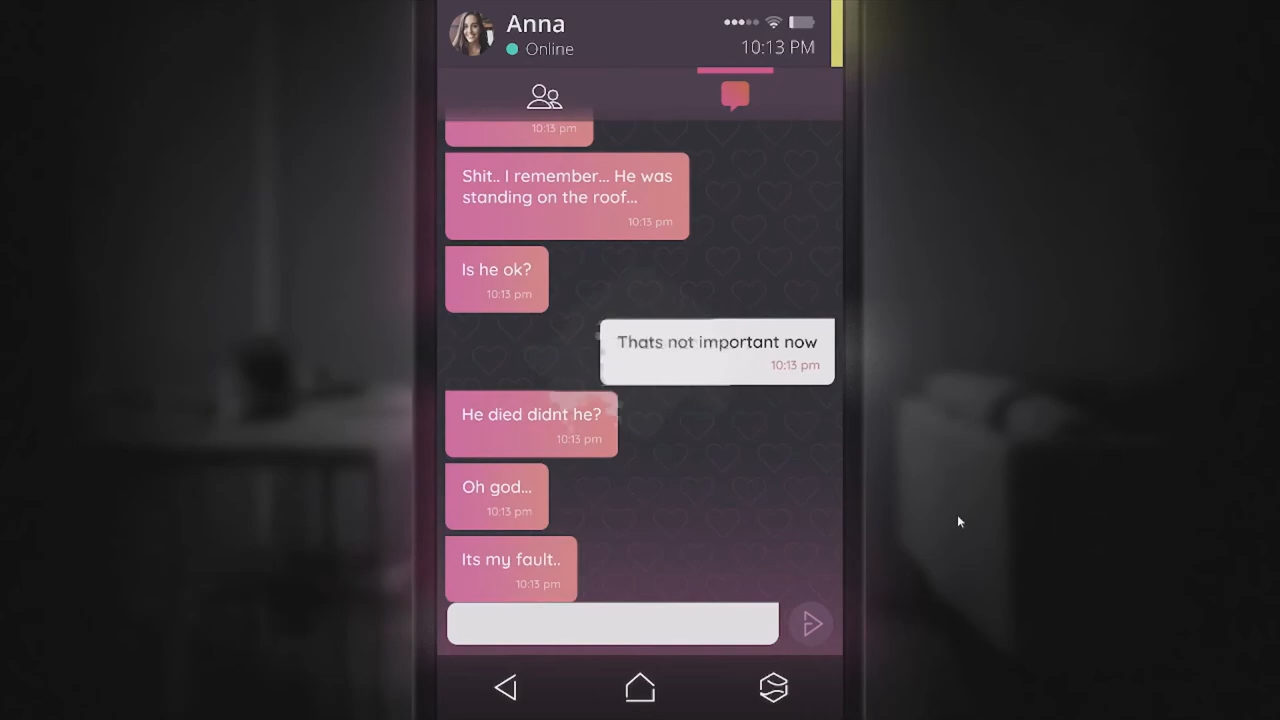 Anna
Online
10:13 PM
10:13 pm
Shit.. I remember... He was
standing on the roof...
10:13 pm
Is he ok?
10:13 pm
Thats not important now
10:13 pm
He died didnt he?
10:13 pm
Oh god...
10:13 pm
Its my fault..
10:13 pm